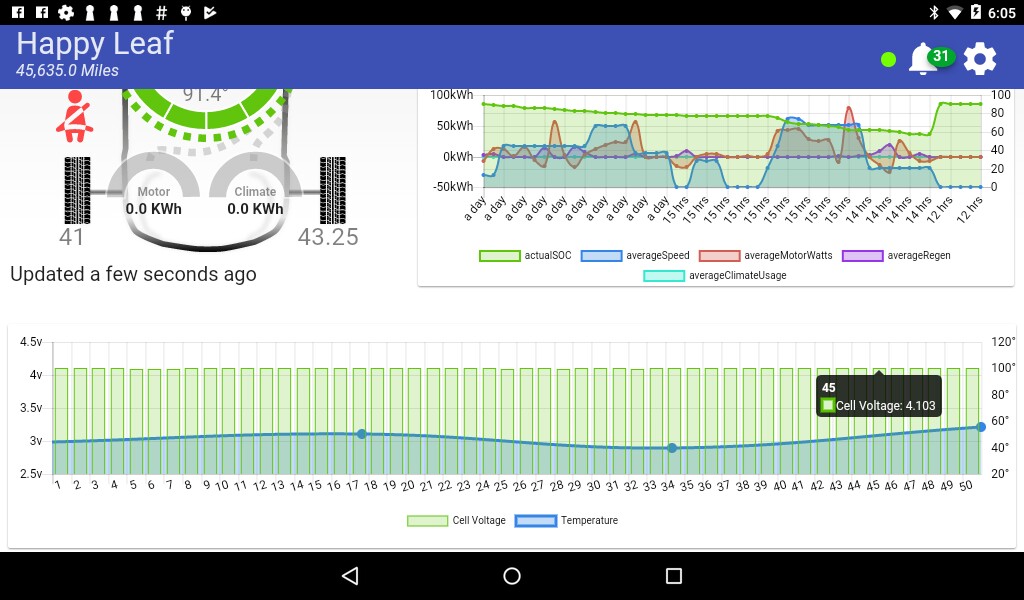 6:05
Happy Leaf
45,635.0 Miles
31
91.4°
Motor
0.0 KWh
Climate
0.0 KWh
41
43.25
Updated a few seconds ago
100kWh
50kWh
0kWh
-50kWh
100
80
60
40
20
0
a day a day a day a day a day a day a day a day a day a day 15 hrs 15 hrs 15 hrs 15 hrs 15 hrs 15 hrs 15 hrs 15 hrs 15 hrs 14 hrs 14 hrs 14 hrs 14 hrs 12 hrs 12 hrs
actualSOC averageSpeed averageMotorWatts averageRegen
averageClimateUsage
4.5v
4v
3.5v
3v
2.5v
120°
100°
80°
60°
40°
20°
45
Cell Voltage: 4.103
1 2 3 4 5 6 7 8 9 10 11 12 13 14 15 16 17 18 19 20 21 22 23 24 25 26 27 28 29 30 31 32 33 34 35 36 37 38 39 40 41 42 43 44 45 46 47 48 49 50
Cell Voltage Temperature